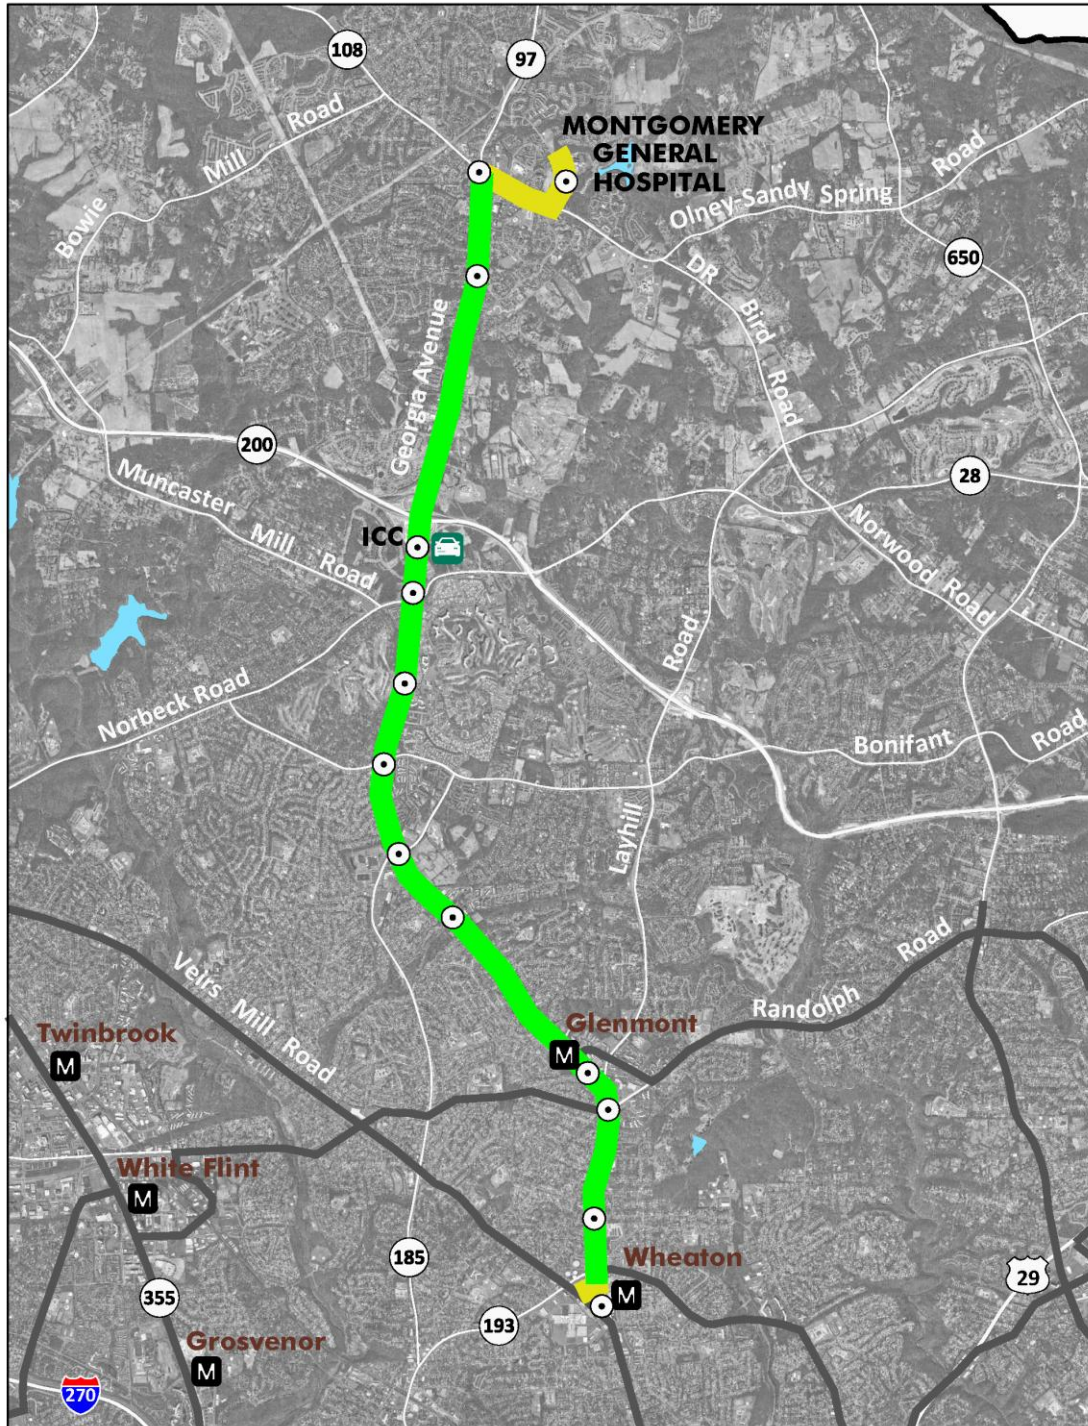 108
97
MONTGOMERY
GENERAL
HOSPITAL
Bowie Mill Road
Olney-Sandy Spring Road
DR Bird Road
650
Georgia Avenue
200
28
Muncaster Mill Road
ICC
Norwood Road
Norbeck Road
Layhill Road
Bonifant Road
Veirs Mill Road
Randolph Road
Twinbrook
M
Glenmont
M
White Flint
M
185
Wheaton
M
29
355
193
Grosvenor
M
270